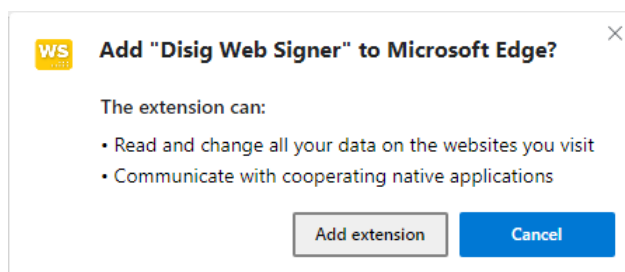 WS
Add "Disig Web Signer" to Microsoft Edge?
The extension can:
• Read and change all your data on the websites you visit
• Communicate with cooperating native applications
Add extension
Cancel